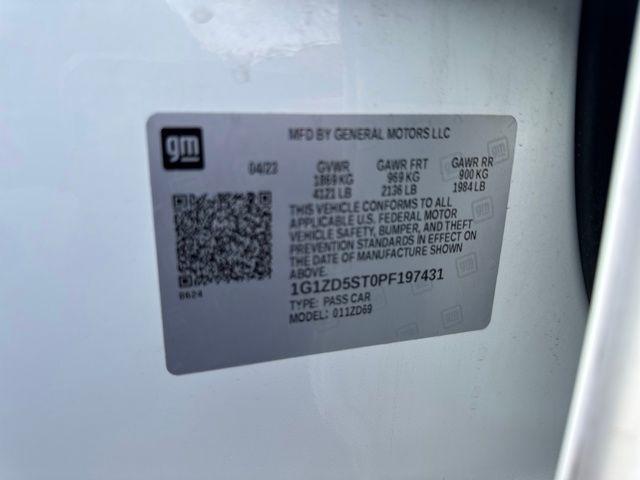 gm
MFD BY GENERAL MOTORS LLC
04/23 GVWR GAWR FRT GAWR RR
1869 KG 969 KG 900 KG
4121 LB 2136 LB 1984 LB
THIS VEHICLE CONFORMS TO ALL
APPLICABLE U.S. FEDERAL MOTOR
VEHICLE SAFETY, BUMPER, AND THEFT
PREVENTION STANDARDS IN EFFECT ON
THE DATE OF MANUFACTURE SHOWN
ABOVE.
1G1ZD5ST0PF197431
TYPE: PASS CAR
MODEL: 011ZD69
B624